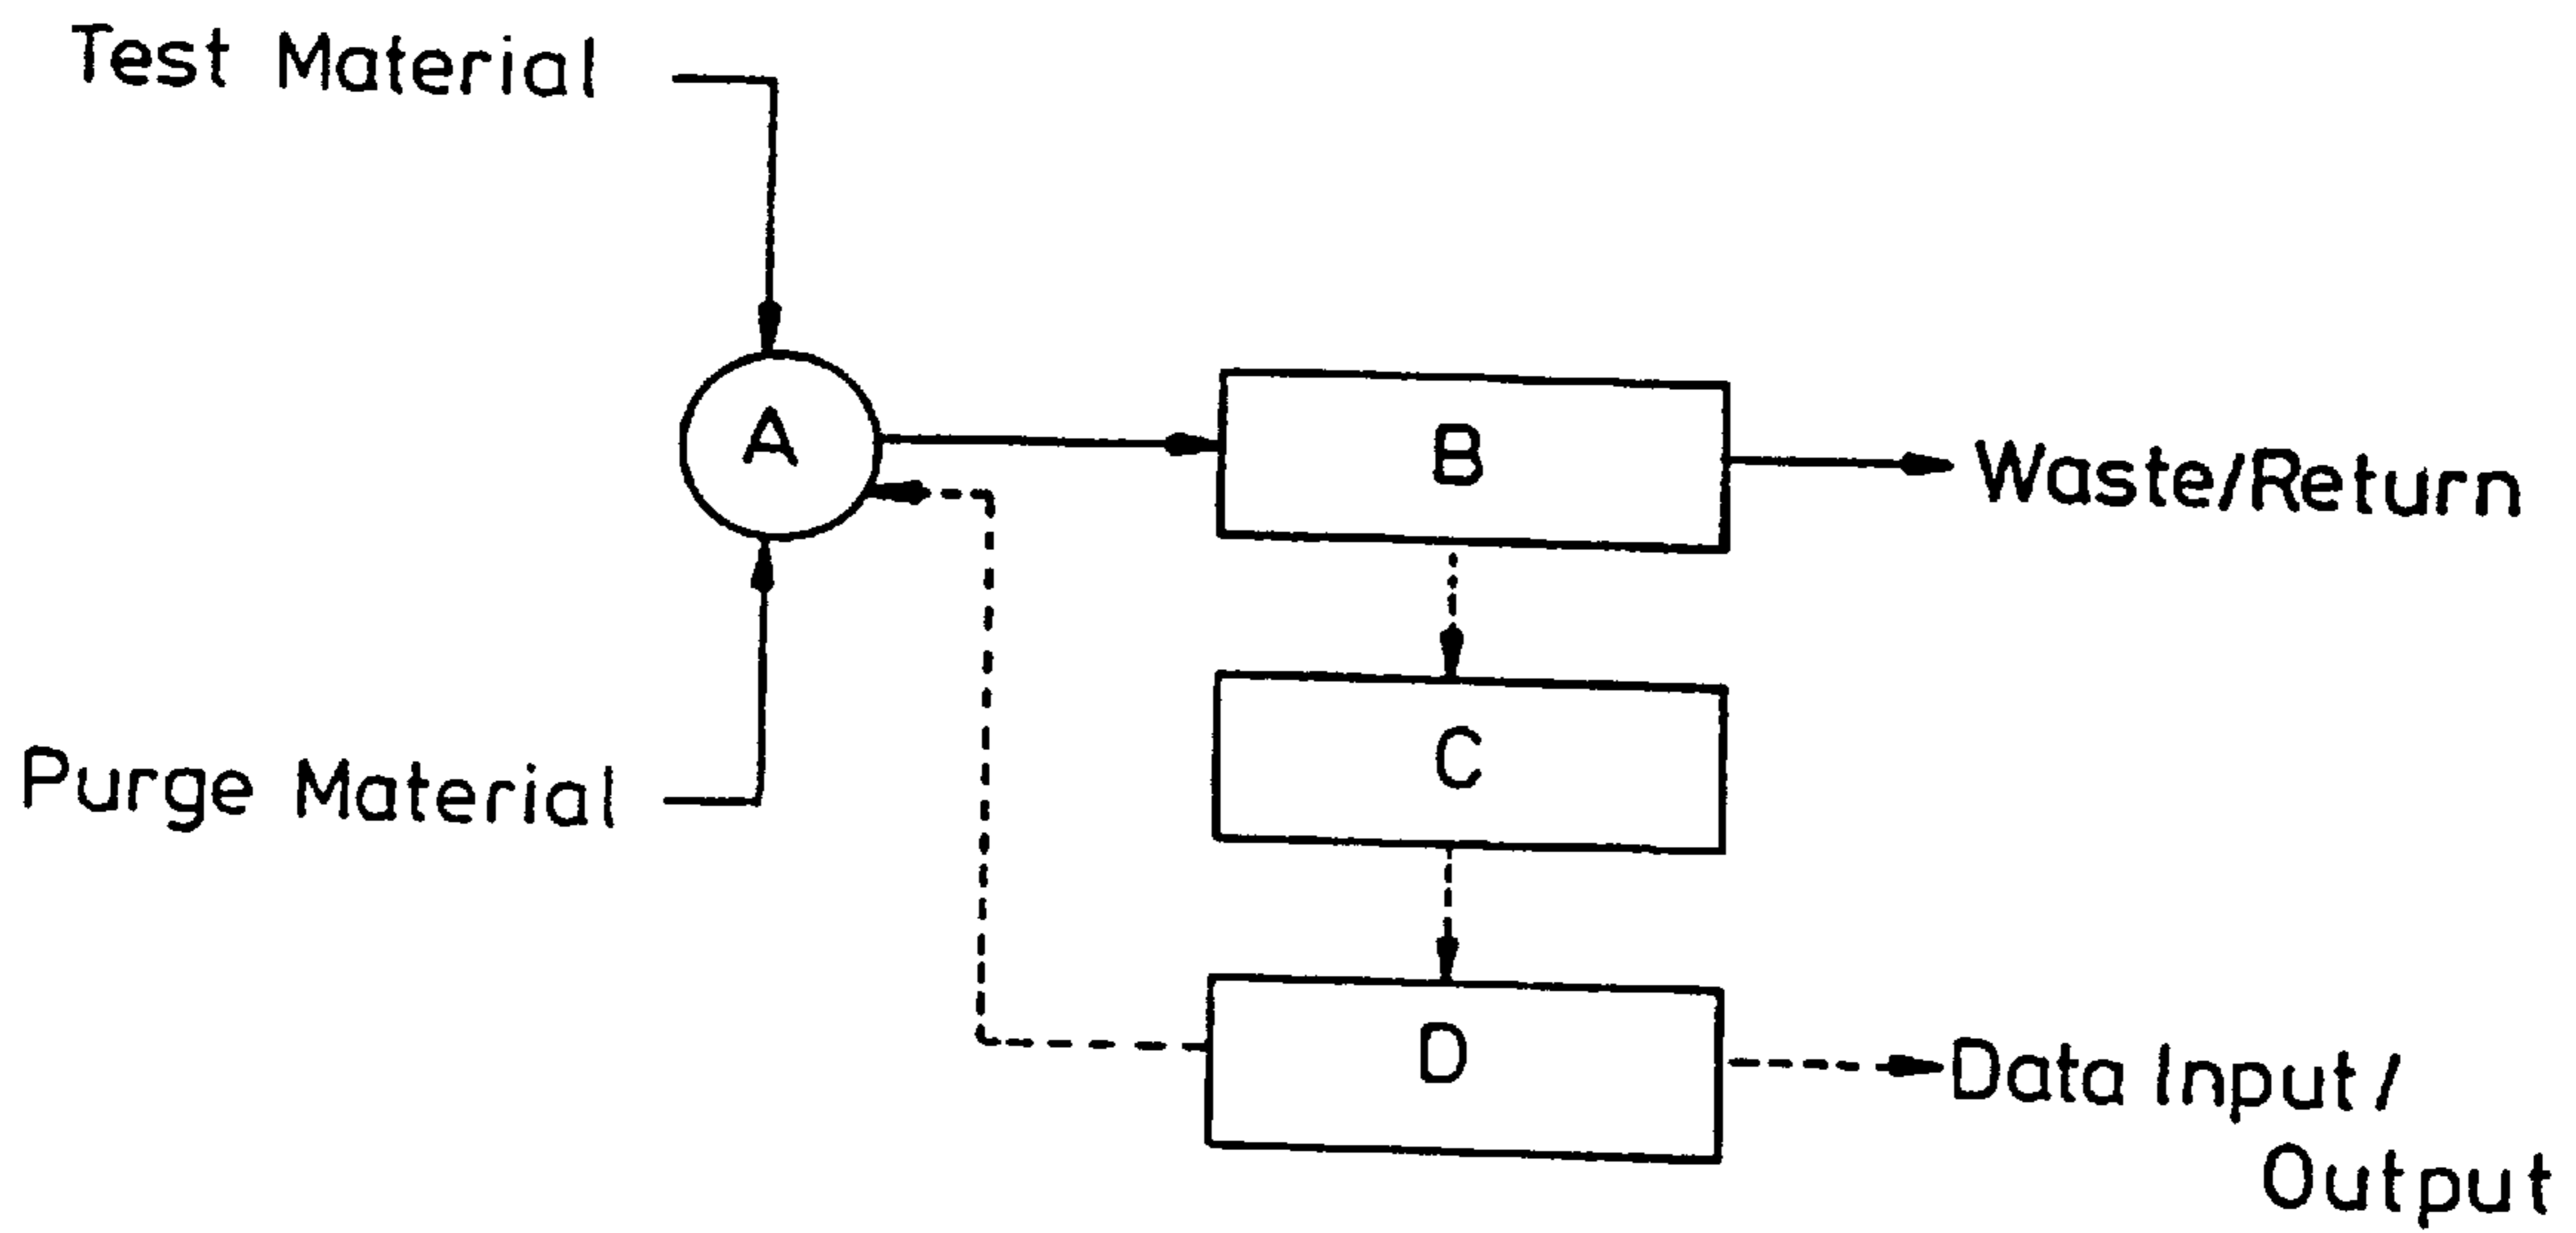 Test Material
A
B
Waste/Return
Purge Material
C
D
Data Input/
Output